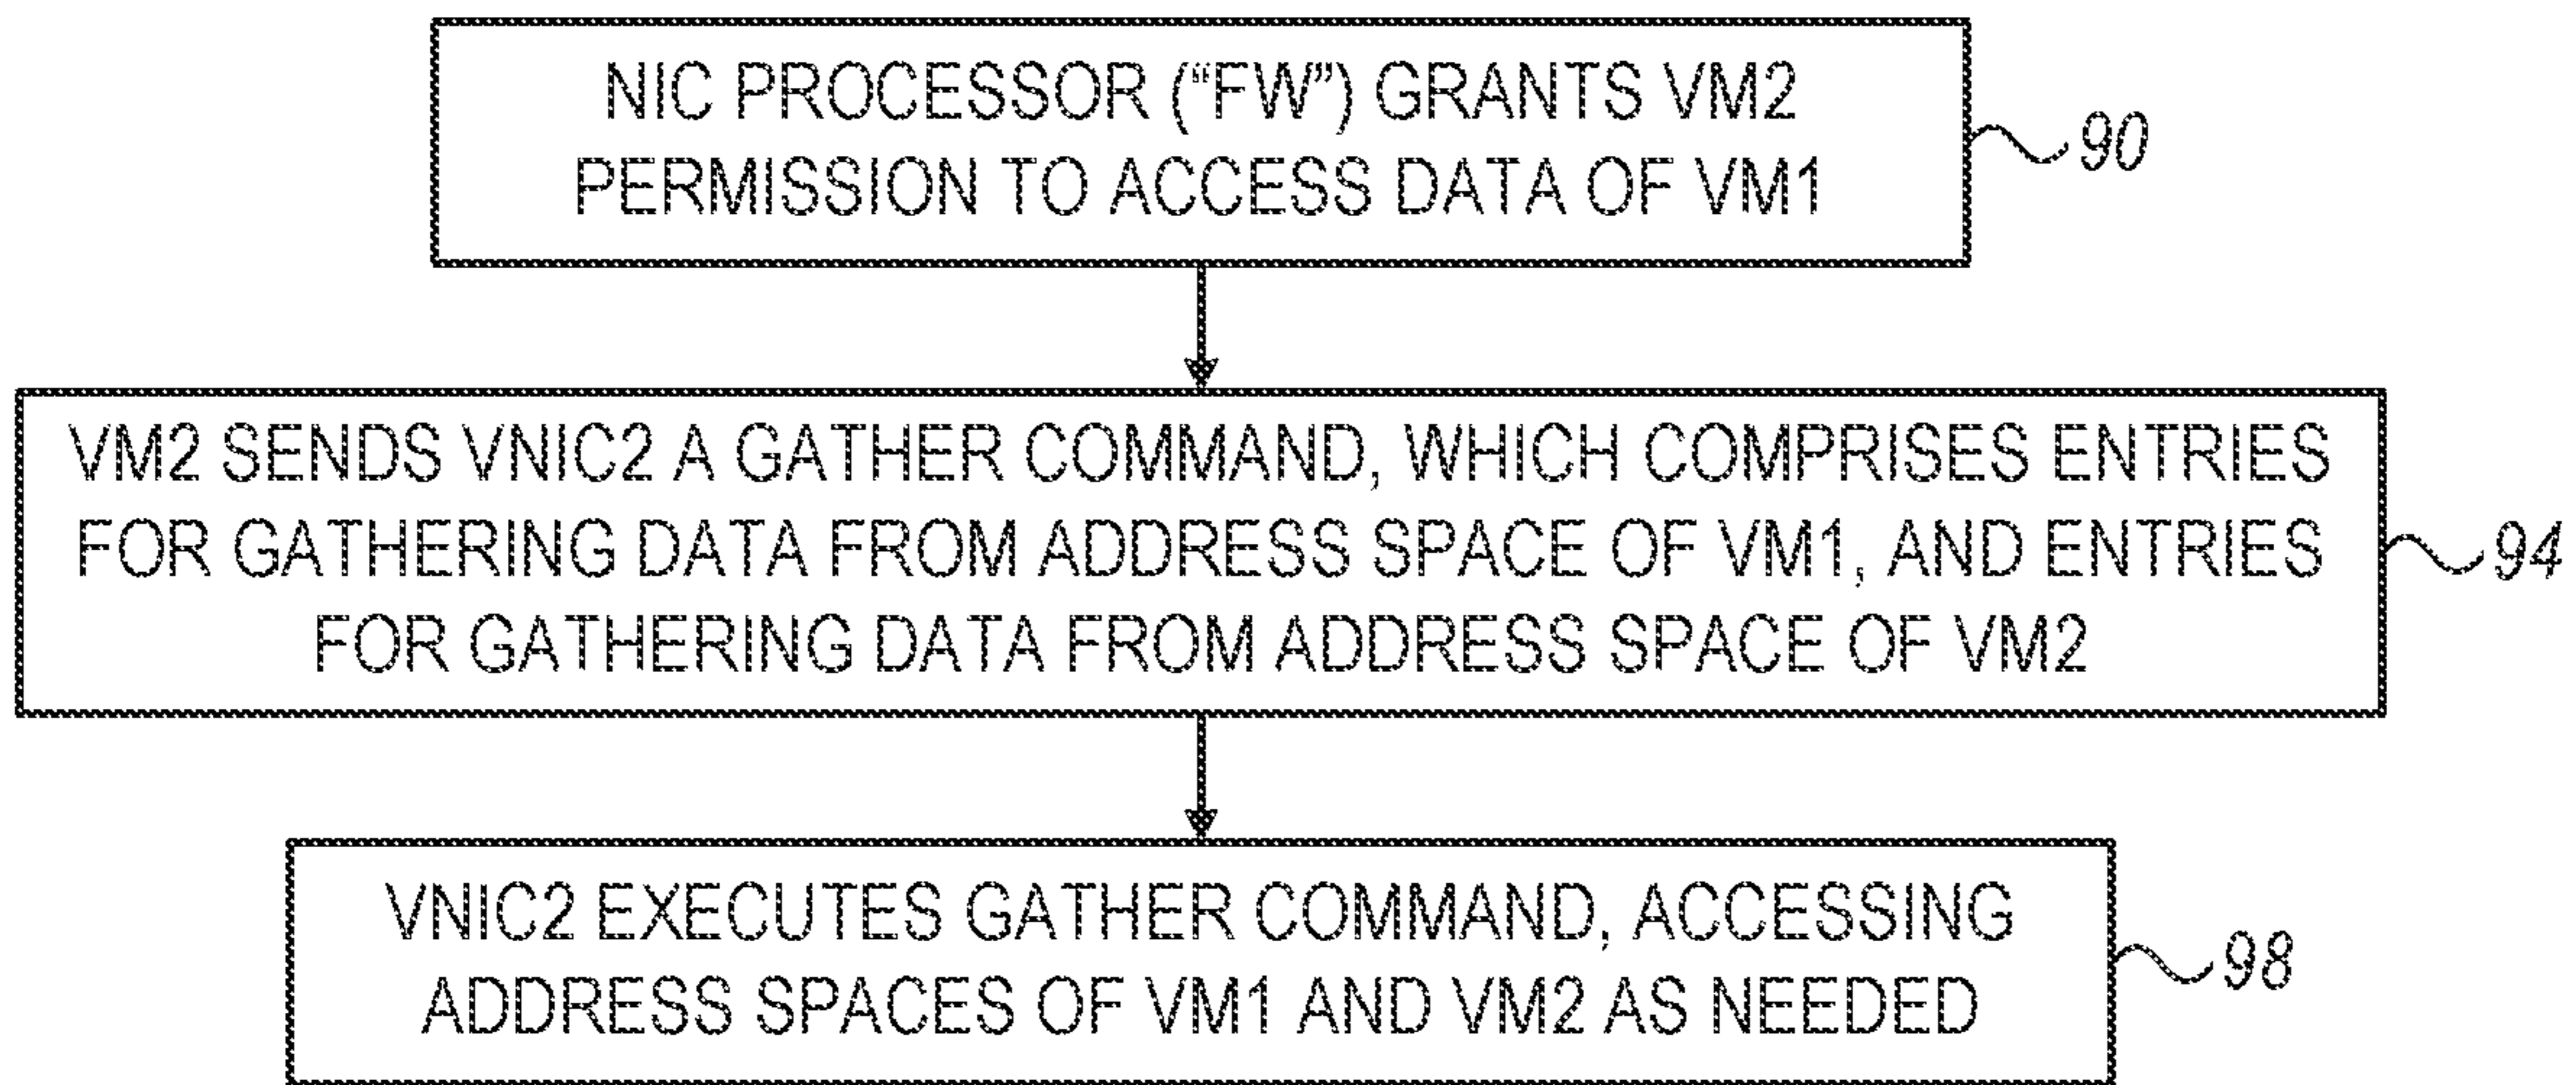 NIC PROCESSOR (“FW”) GRANTS VM2
PERMISSION TO ACCESS DATA OF VM1
90
VM2 SENDS VNIC2 A GATHER COMMAND, WHICH COMPRISES ENTRIES
FOR GATHERING DATA FROM ADDRESS SPACE OF VM1, AND ENTRIES
FOR GATHERING DATA FROM ADDRESS SPACE OF VM2
94
VNIC2 EXECUTES GATHER COMMAND, ACCESSING
ADDRESS SPACES OF VM1 AND VM2 AS NEEDED
98